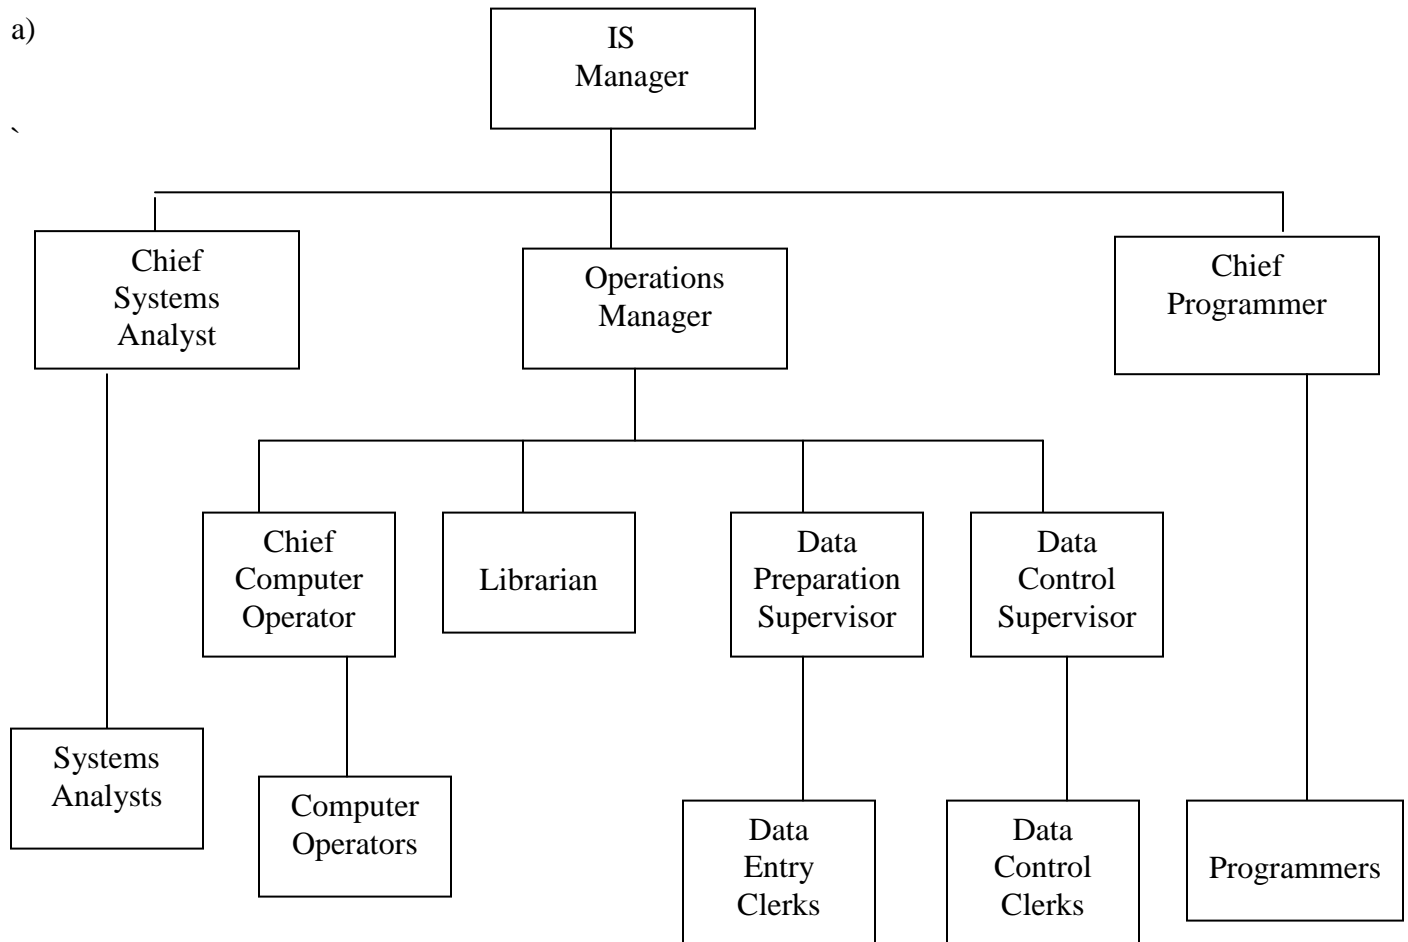 a)
IS
Manager
`
Chief
Systems
Analyst
Operations
Manager
Chief
Programmer
Chief
Computer
Operator
Librarian
Data
Preparation
Supervisor
Data
Control
Supervisor
Systems
Analysts
Computer
Operators
Data
Entry
Clerks
Data
Control
Clerks
Programmers